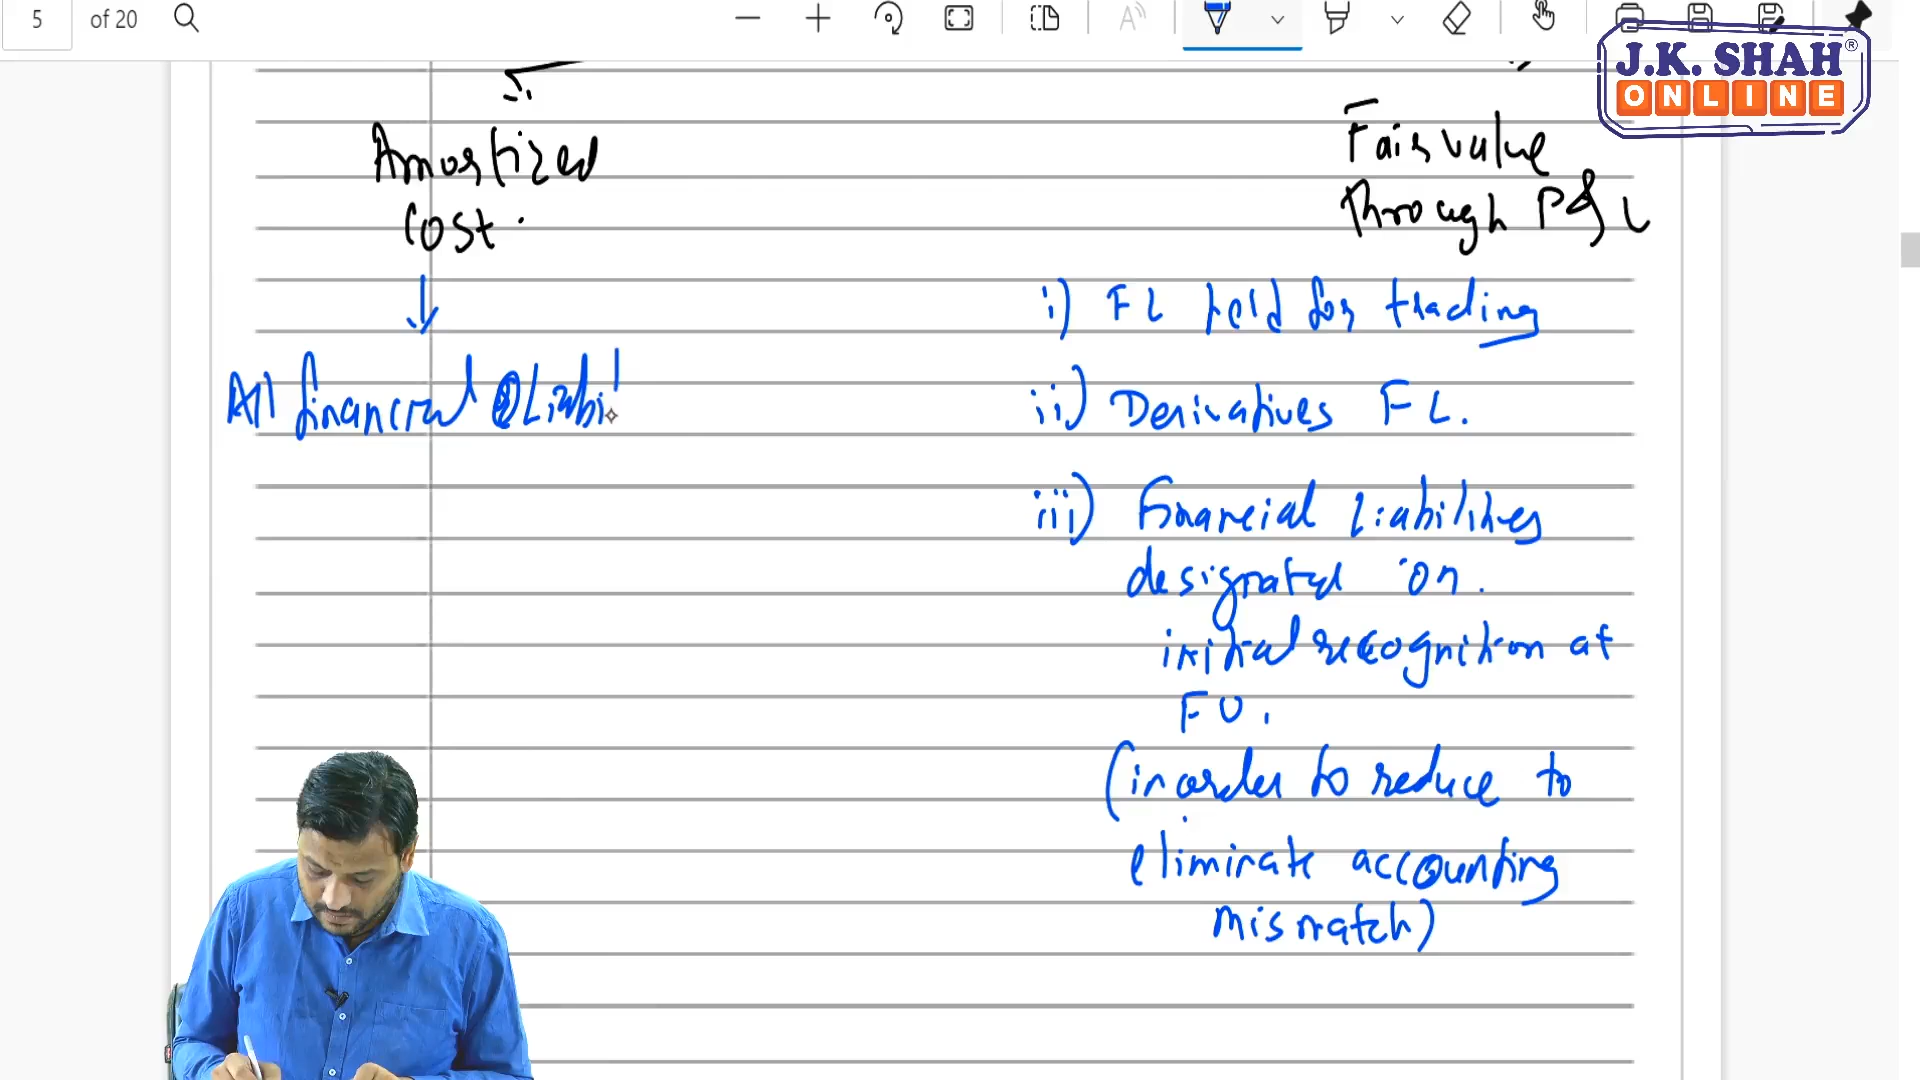 5 of 20
J.K. SHAH®
ONLINE
Amortized
Cost.
Fair value
Through P & L
i) FL held for trading
All financial Liabil
ii) Derivatives FL.
iii) Financial Liabilities
designated on.
initial recognition at
FV.
(in order to reduce to
eliminate accounting
mismatch)